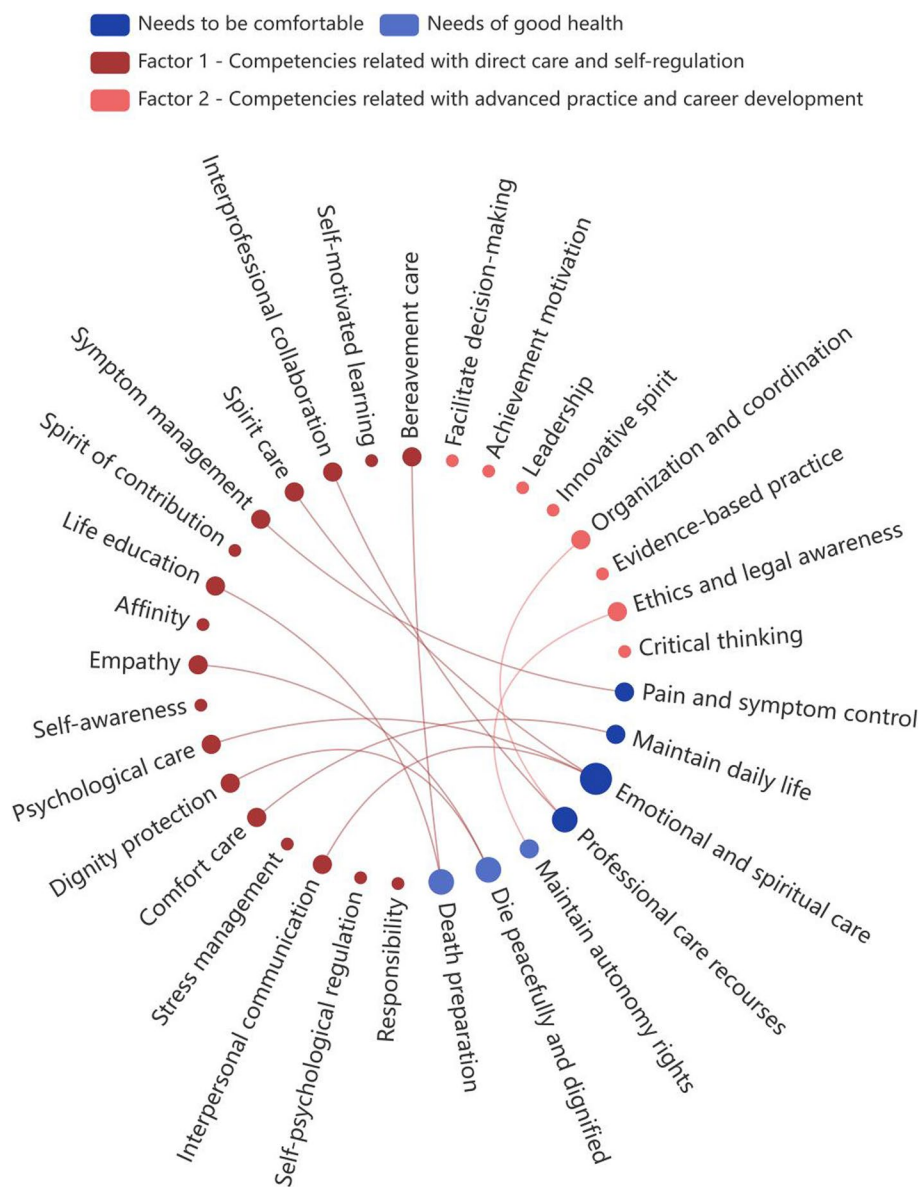 Needs to be comfortable
Needs of good health
Factor 1 - Competencies related with direct care and self-regulation
Factor 2 - Competencies related with advanced practice and career development
Bereavement care
Facilitate decision-making
Achievement motivation
Leadership
Innovative spirit
Organization and coordination
Evidence-based practice
Ethics and legal awareness
Critical thinking
Pain and symptom control
Maintain daily life
Emotional and spiritual care
Professional care recourses
Maintain autonomy rights
Die peacefully and dignified
Death preparation
Responsibility
Self-psychological regulation
Interpersonal communication
Stress management
Comfort care
Dignity protection
Psychological care
Self-awareness
Empathy
Affinity
Life education
Spirit of contribution
Symptom management
Spirit care
Interprofessional collaboration
Self-motivated learning